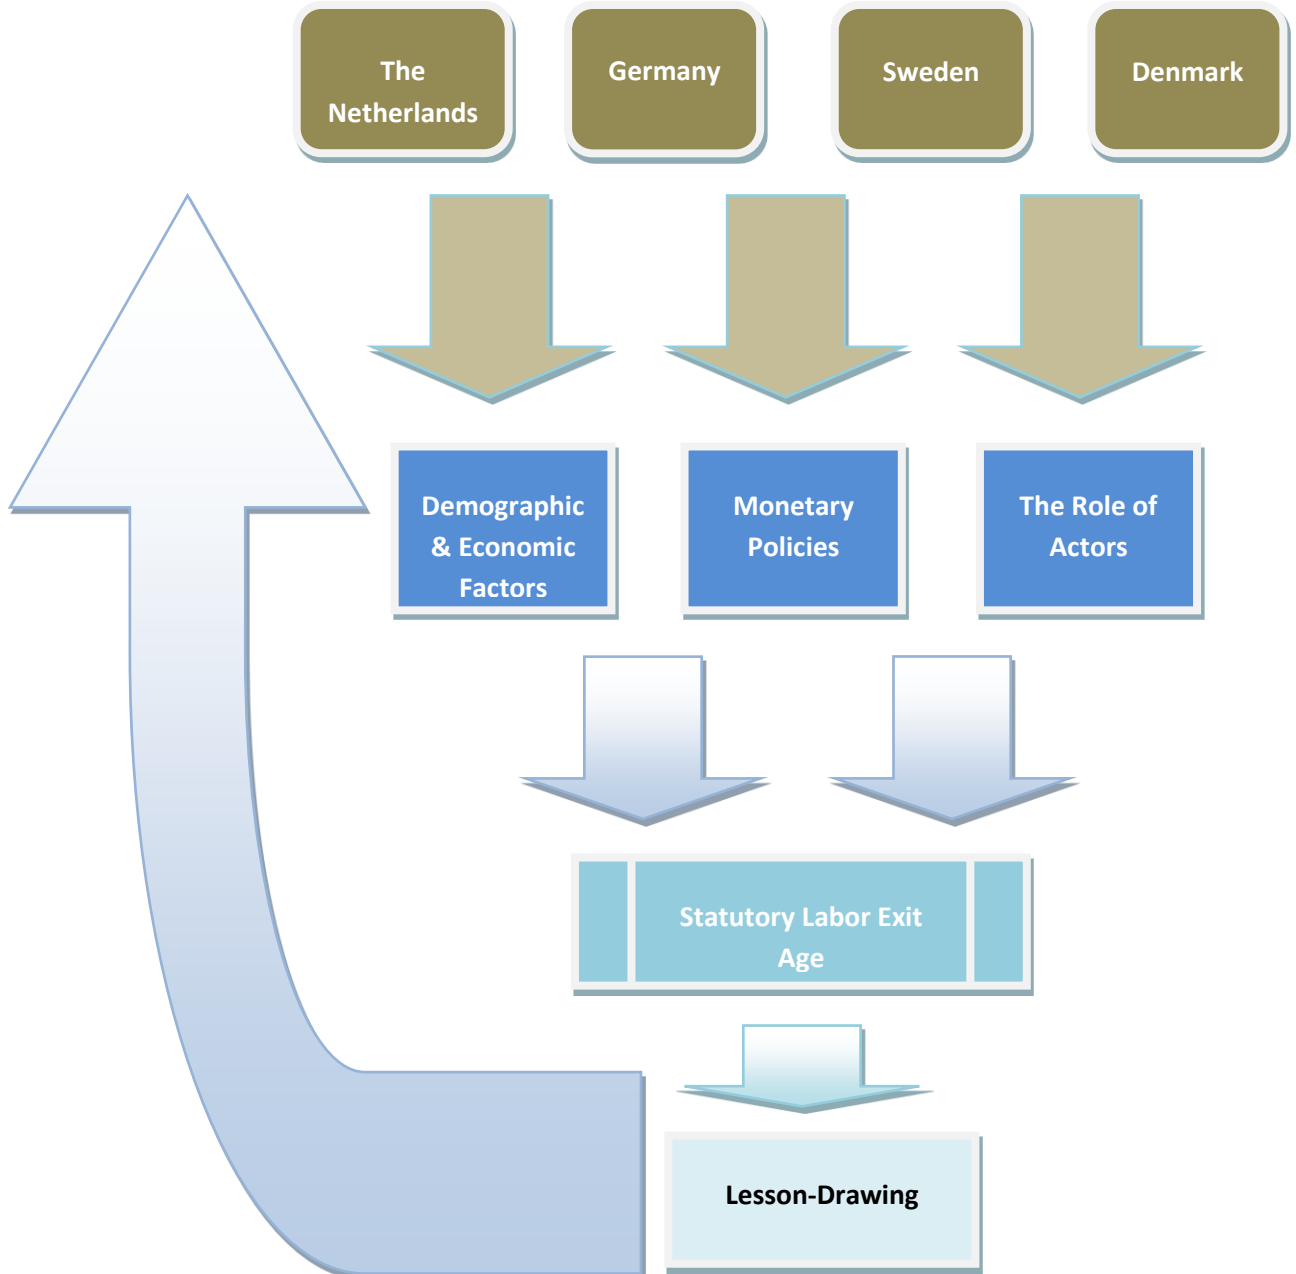 The
Netherlands
Germany
Sweden
Denmark
Demographic
& Economic
Factors
Monetary
Policies
The Role of
Actors
Statutory Labor Exit
Age
Lesson-Drawing